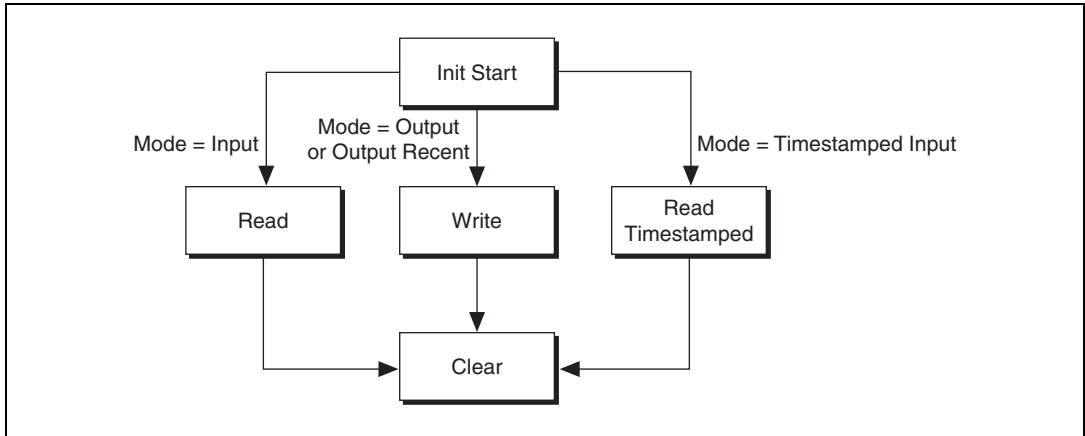 Init Start
Mode = Input
Mode = Output
or Output Recent
Mode = Timestamped Input
Read
Write
Read
Timestamped
Clear